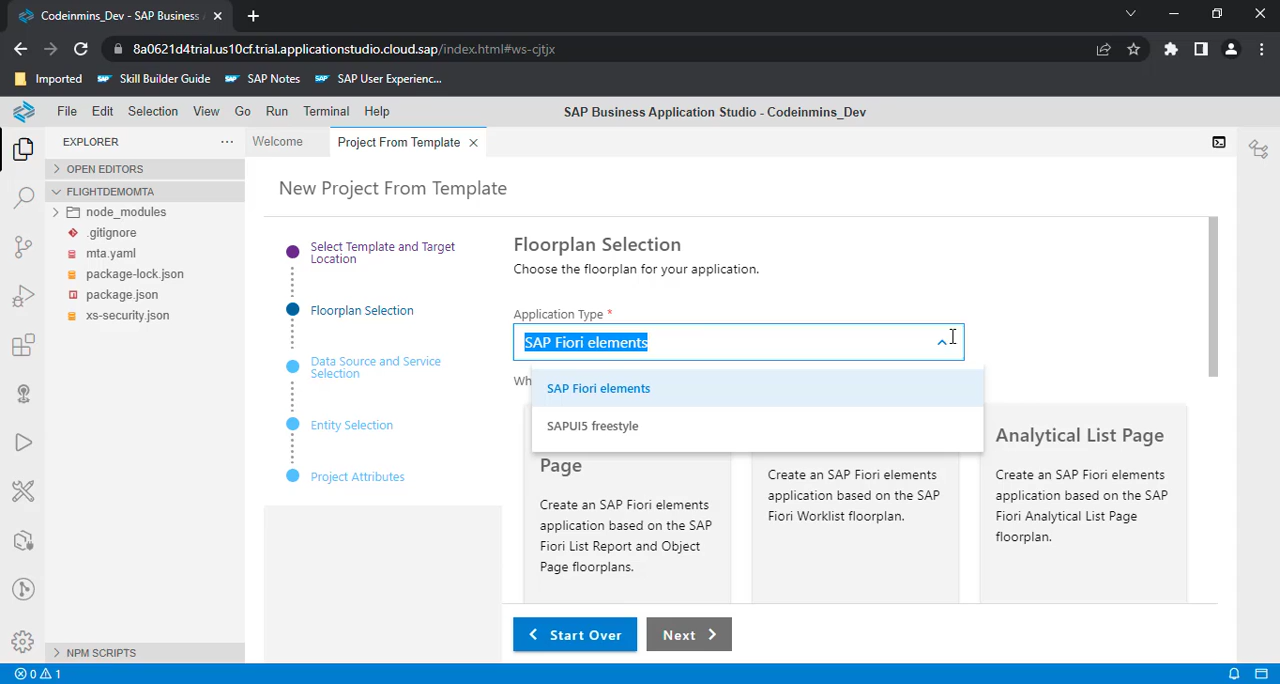 Codeinmins_Dev - SAP Business
8a0621d4trial.us10cf.trial.applicationstudio.cloud.sap/index.html#ws-cjtjx
Imported
Skill Builder Guide
SAP Notes
SAP User Experienc...
File Edit Selection View Go Run Terminal Help
SAP Business Application Studio - Codeinmins_Dev
EXPLORER
Welcome
Project From Template
OPEN EDITORS
FLIGHTDEMOMTA
node_modules
.gitignore
mta.yaml
package-lock.json
package.json
xs-security.json
NPM SCRIPTS
New Project From Template
Select Template and Target
Location
Floorplan Selection
Data Source and Service
Selection
Entity Selection
Project Attributes
Floorplan Selection
Choose the floorplan for your application.
Application Type *
SAP Fiori elements
SAP Fiori elements
SAPUI5 freestyle
Wh
Page
Create an SAP Fiori elements
application based on the SAP
Fiori List Report and Object
Page floorplans.
Create an SAP Fiori elements
application based on the SAP
Fiori Worklist floorplan.
Analytical List Page
Create an SAP Fiori elements
application based on the SAP
Fiori Analytical List Page
floorplan.
Start Over
Next
0 1